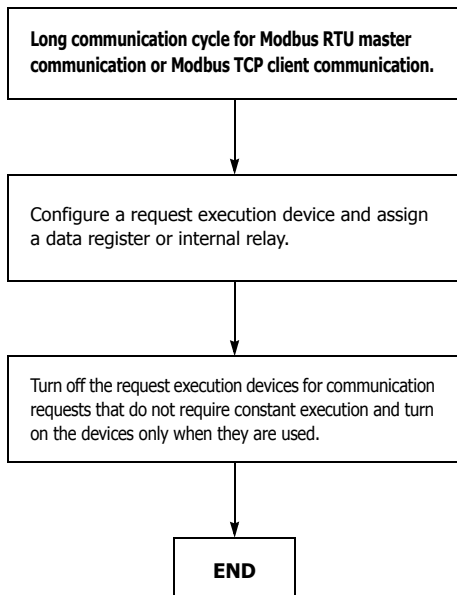 Long communication cycle for Modbus RTU master
communication or Modbus TCP client communication.
Configure a request execution device and assign
a data register or internal relay.
Turn off the request execution devices for communication
requests that do not require constant execution and turn
on the devices only when they are used.
END